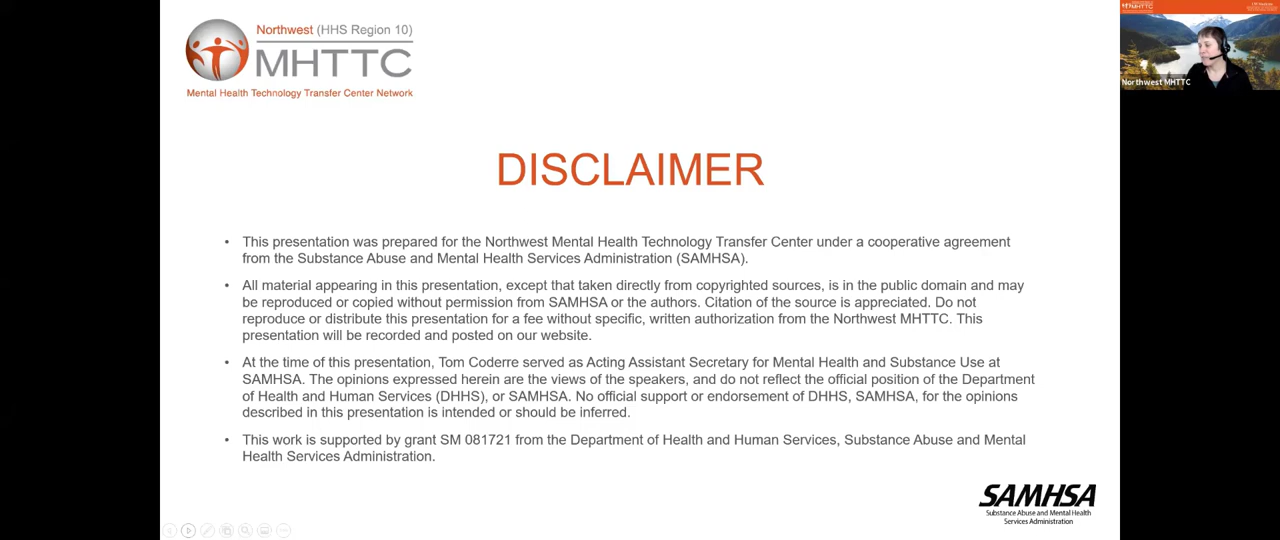 Northwest (HHS Region 10)
MHTTC
Mental Health Technology Transfer Center Network
MHTTC
Northwest MHTTC
DISCLAIMER
• This presentation was prepared for the Northwest Mental Health Technology Transfer Center under a cooperative agreement
from the Substance Abuse and Mental Health Services Administration (SAMHSA).
• All material appearing in this presentation, except that taken directly from copyrighted sources, is in the public domain and may
be reproduced or copied without permission from SAMHSA or the authors. Citation of the source is appreciated. Do not
reproduce or distribute this presentation for a fee without specific, written authorization from the Northwest MHTTC. This
presentation will be recorded and posted on our website.
• At the time of this presentation, Tom Coderre served as Acting Assistant Secretary for Mental Health and Substance Use at
SAMHSA. The opinions expressed herein are the views of the speakers, and do not reflect the official position of the Department
of Health and Human Services (DHHS), or SAMHSA. No official support or endorsement of DHHS, SAMHSA, for the opinions
described in this presentation is intended or should be inferred.
• This work is supported by grant SM 081721 from the Department of Health and Human Services, Substance Abuse and Mental
Health Services Administration.
SAMHSA
Substance Abuse and Mental Health
Services Administration